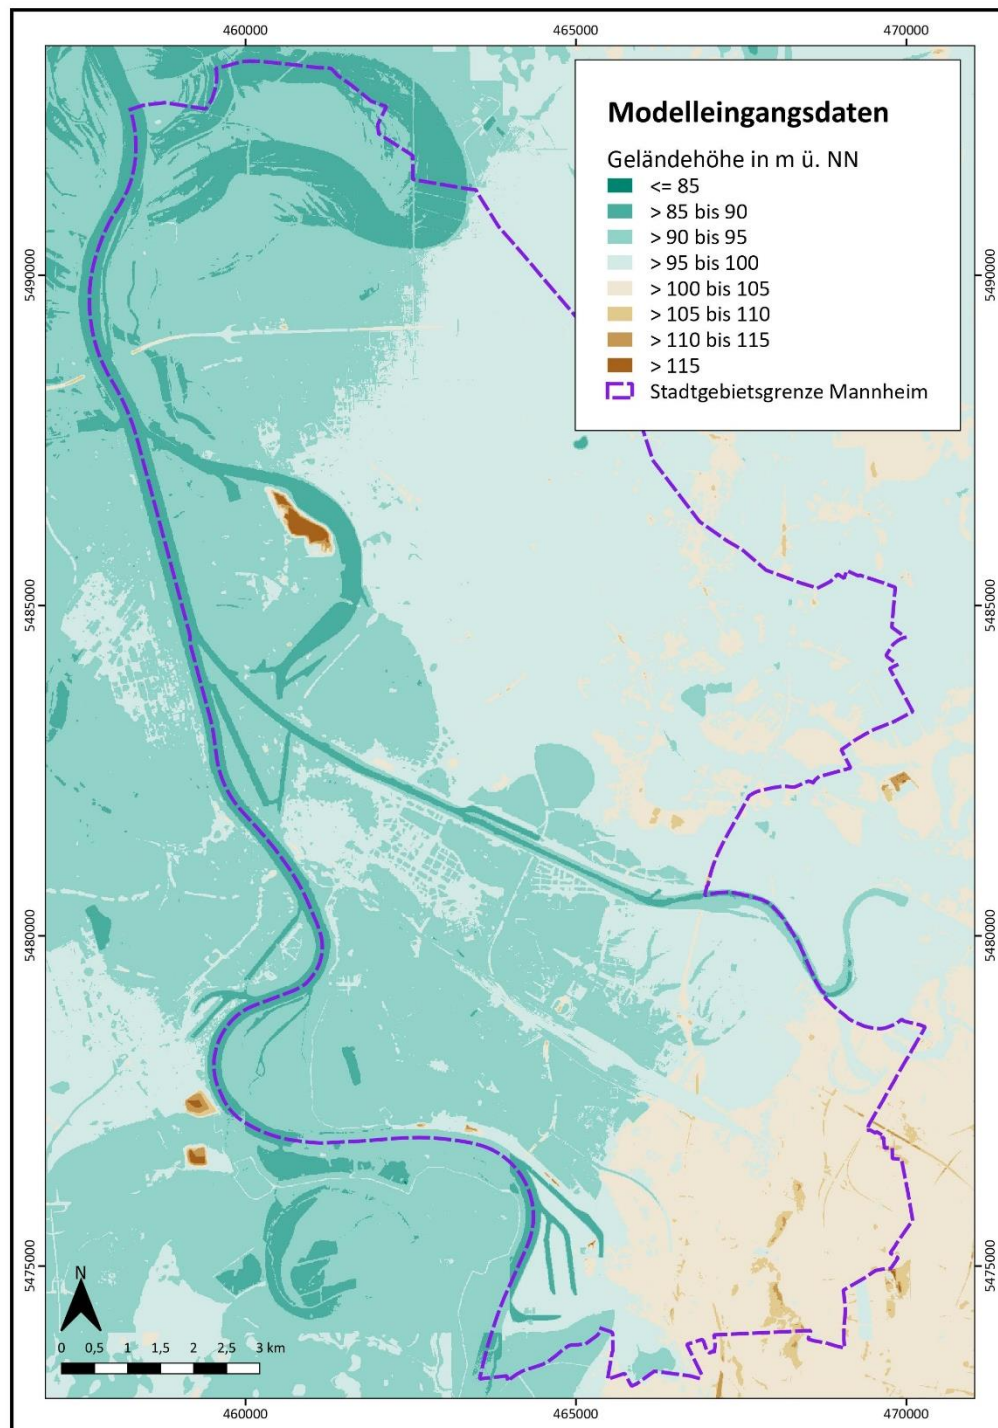 460000 465000 470000
Modelleingangsdaten
Geländehöhe in m ü. NN
<= 85
> 85 bis 90
> 90 bis 95
> 95 bis 100
> 100 bis 105
> 105 bis 110
> 110 bis 115
> 115
Stadtgebietsgrenze Mannheim
5490000 5490000
5485000 5485000
5480000 5480000
5475000 5475000
N
0 0,5 1 1,5 2 2,5 3 km
460000 465000 470000